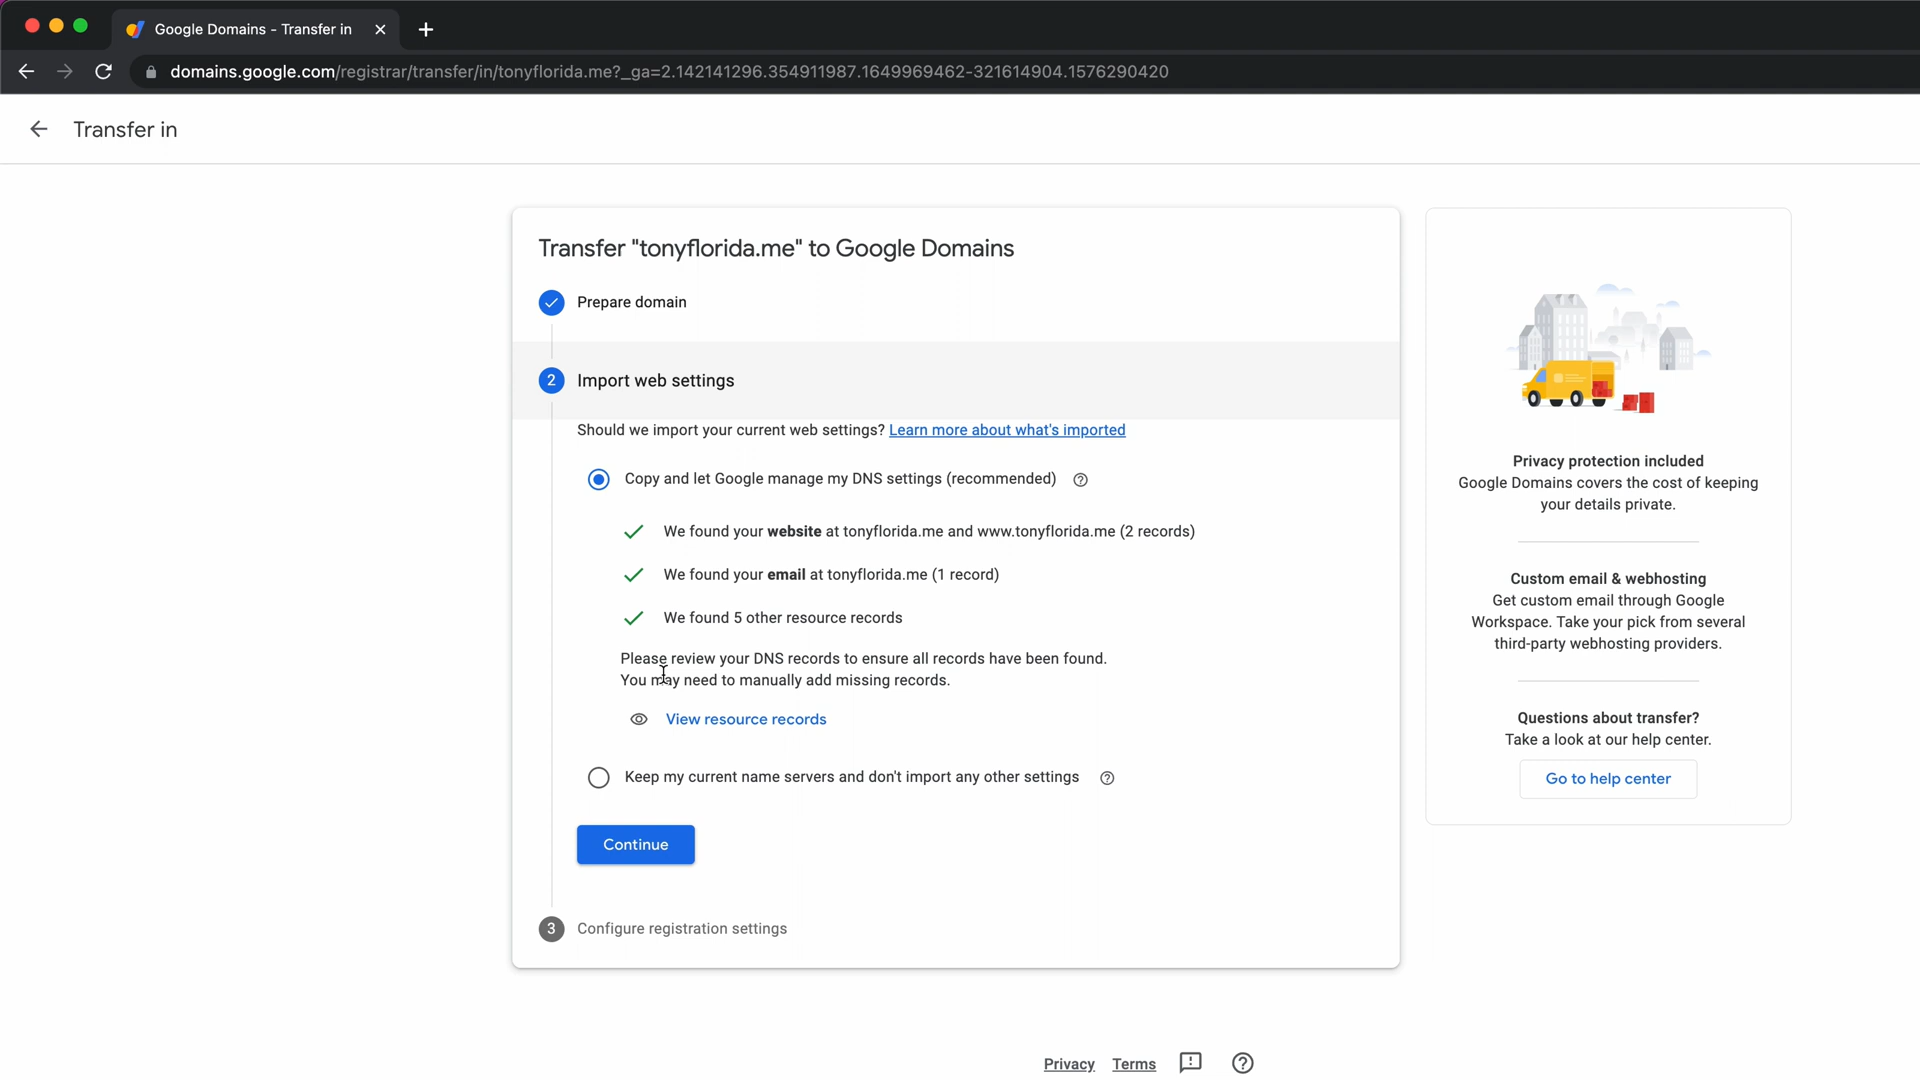 Google Domains - Transfer in
domains.google.com/registrar/transfer/in/tonyflorida.me?_ga=2.142141296.354911987.1649969462-321614904.1576290420
Transfer in
Transfer "tonyflorida.me" to Google Domains
Prepare domain
2 Import web settings
Should we import your current web settings? Learn more about what's imported
Copy and let Google manage my DNS settings (recommended)
We found your website at tonyflorida.me and www.tonyflorida.me (2 records)
We found your email at tonyflorida.me (1 record)
We found 5 other resource records
Please review your DNS records to ensure all records have been found.
You may need to manually add missing records.
View resource records
Keep my current name servers and don't import any other settings
Continue
3 Configure registration settings
Privacy protection included
Google Domains covers the cost of keeping
your details private.
Custom email & webhosting
Get custom email through Google
Workspace. Take your pick from several
third-party webhosting providers.
Questions about transfer?
Take a look at our help center.
Go to help center
Privacy Terms